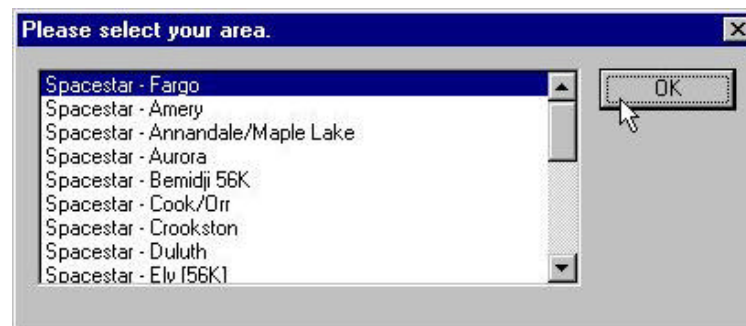 Please select your area.
Spacestar - Fargo
OK
Spacestar - Amery
Spacestar - Annandale/Maple Lake
Spacestar - Aurora
Spacestar - Bemidji 56K
Spacestar - Cook/Orr
Spacestar - Crookston
Spacestar - Duluth
Spacestar - Ely [56K]